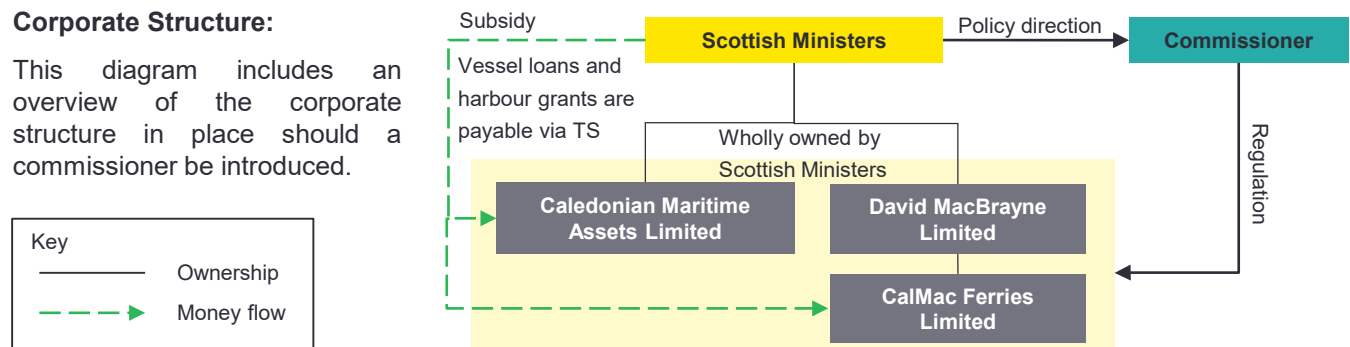 Corporate Structure:
This diagram includes an
overview of the corporate
structure in place should a
commissioner be introduced.
Key
Ownership
Money flow
Subsidy
Vessel loans and
harbour grants are
payable via TS
Scottish Ministers
Policy direction
Commissioner
Regulation
Wholly owned by
Scottish Ministers
Caledonian Maritime
Assets Limited
David MacBrayne
Limited
CalMac Ferries
Limited